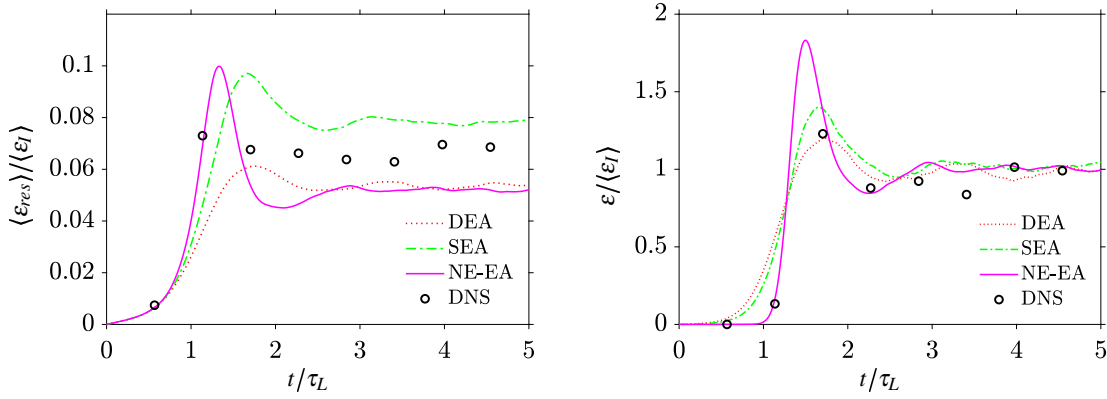 0.1
0.08
0.06
0.04
0.02
0
⟨ε_res⟩/⟨ε_I⟩
DEA
SEA
NE-EA
DNS
0 1 2 3 4 5
t/τ_L
2
1.5
1
0.5
0
ε/⟨ε_I⟩
DEA
SEA
NE-EA
DNS
0 1 2 3 4 5
t/τ_L